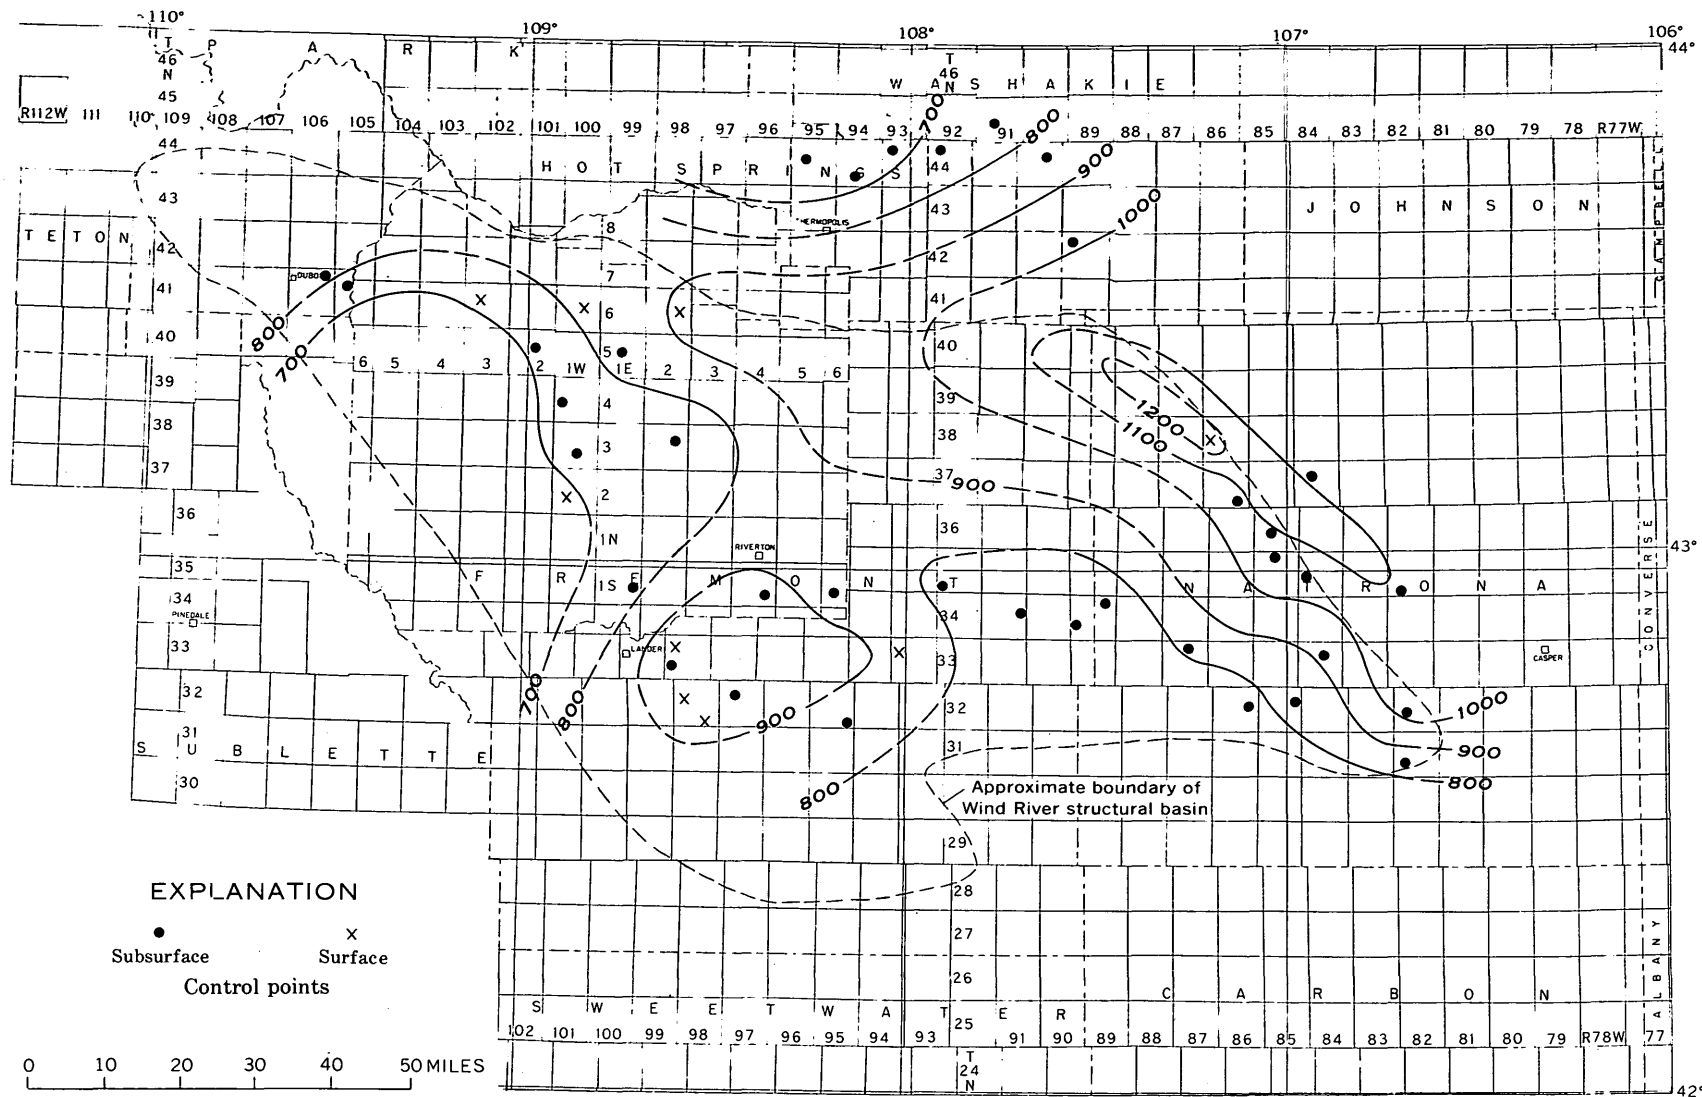 110° 109° 108° 107° 106°
44°
T 46 N
P A R K
T 46 N
W A S H A K I E
45
R112W 111 110 109 108 107 106 105 104 103 102 101 100 99 98 97 96 95 94 93 92 91 89 88 87 86 85 84 83 82 81 80 79 78 R77W
700 800 900 1000
44 44
H O T S P R I N G S
43 43
THERMOPOLIS
J O H N S O N
CAMPBELL
T E T O N
42 8 42
DUBO
41 7 41
800 700
40 6 40
6 5 4 3 2 1W 1E 2 3 4 5 6
5
39 4 39
1200
1100
38 3 38
37 37
900
2
36 36
1N
RIVERTON
43°
35
F R E M O N T
1S
N A T R O N A
CONVERSE
34 34
PINEDALE
33 LANDER 33
CASPER
32 32
700 800 900 1000
31 31
S U B L E T T E
900
30
800 800
Approximate boundary of
Wind River structural basin
29
28
27
26
25
EXPLANATION
Subsurface Surface
Control points
S W E E T W A T E R
C A R B O N
ALBANY
102 101 100 99 98 97 96 95 94 93 91 90 89 88 87 86 85 84 83 82 81 80 79 R78W 77
0 10 20 30 40 50 MILES
T 24 N
42°